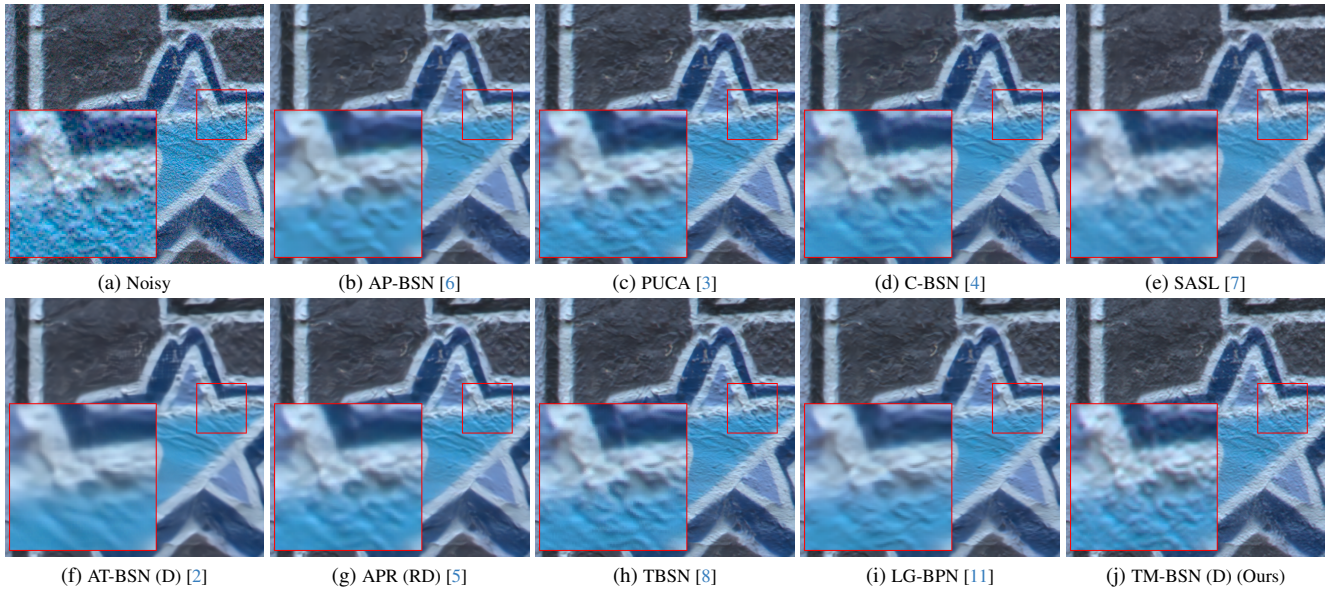 (a) Noisy
(b) AP-BSN [6]
(c) PUCA [3]
(d) C-BSN [4]
(e) SASL [7]
(f) AT-BSN (D) [2]
(g) APR (RD) [5]
(h) TBSN [8]
(i) LG-BPN [11]
(j) TM-BSN (D) (Ours)